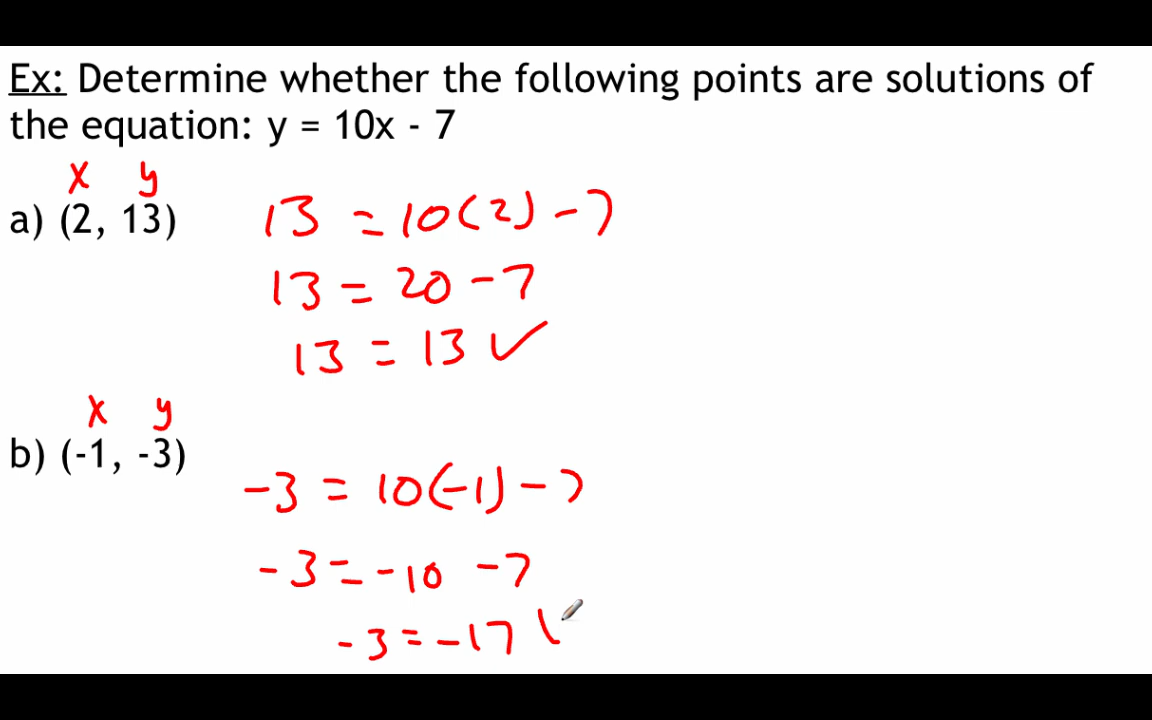 Ex: Determine whether the following points are solutions of
the equation: y = 10x - 7
x y
a) (2, 13) 13 = 10(2) - 7
13 = 20 - 7
13 = 13 ✓
x y
b) (-1, -3)
-3 = 10(-1) - 7
-3 = -10 - 7
-3 = -17